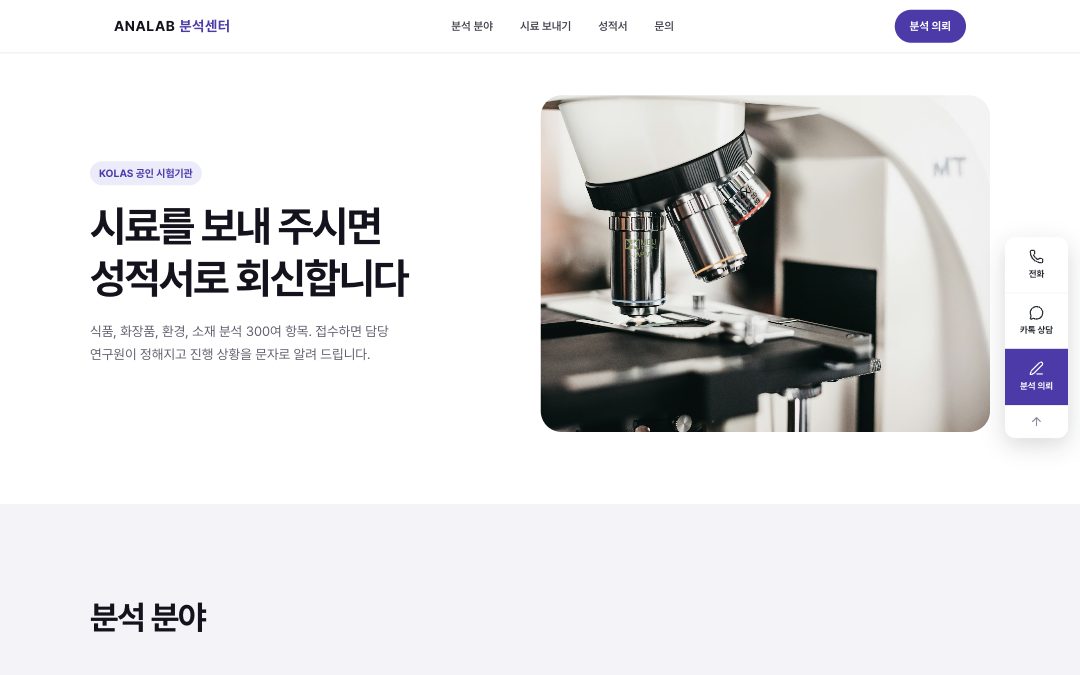 ANALAB 분석센터
분석 분야
시료 보내기
성적서
문의
분석 의뢰
KOLAS 공인 시험기관
시료를 보내 주시면
성적서로 회신합니다
식품, 화장품, 환경, 소재 분석 300여 항목. 접수하면 담당
연구원이 정해지고 진행 상황을 문자로 알려 드립니다.
MT
전화
카톡 상담
분석 의뢰
분석 분야